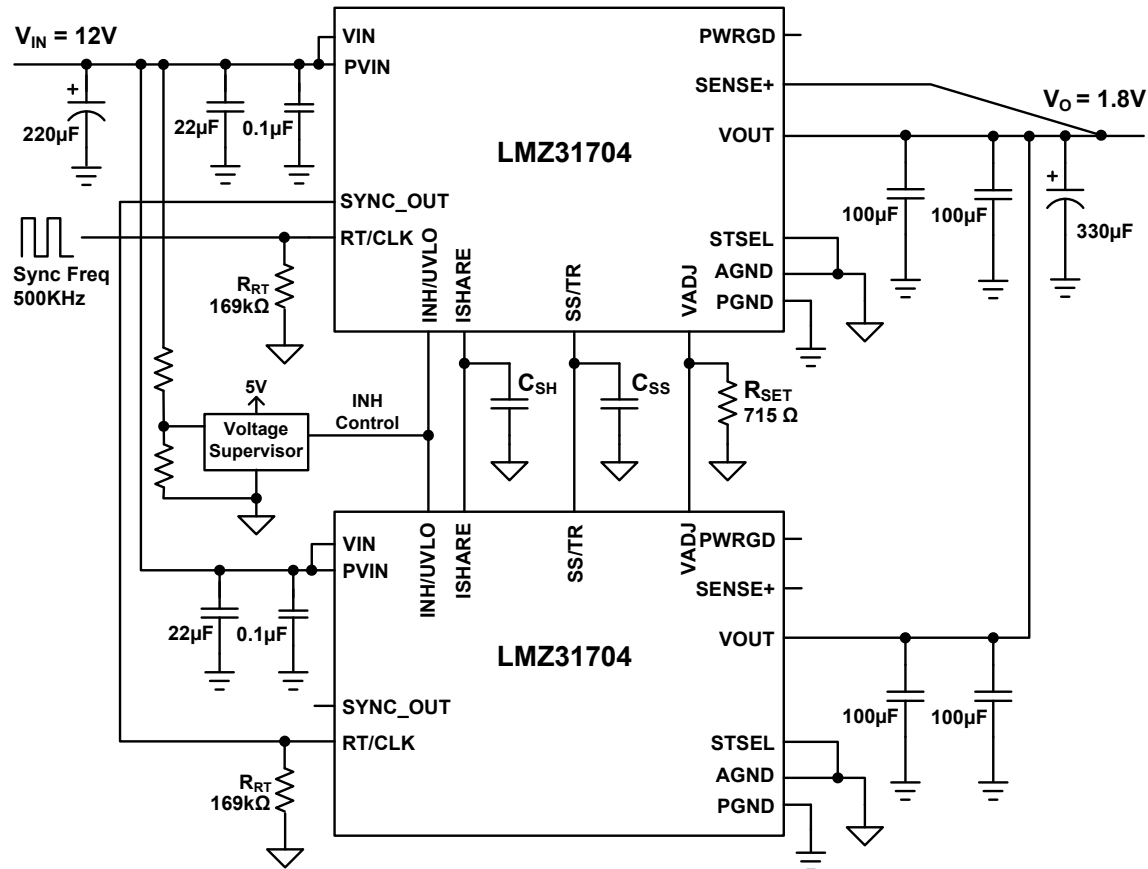 V_IN = 12V
VIN
PVIN
220µF
+
22µF
0.1µF
LMZ31704
PWRGD
SENSE+
VOUT
V_O = 1.8V
100µF
100µF
+
330µF
SYNC_OUT
RT/CLK
Sync Freq
500KHz
R_RT
169kΩ
INH/UVLO
ISHARE
SS/TR
VADJ
STSEL
AGND
PGND
5V
Voltage
Supervisor
INH
Control
C_SH
C_SS
R_SET
715 Ω
VIN
PVIN
22µF
0.1µF
INH/UVLO
ISHARE
SS/TR
VADJ
LMZ31704
PWRGD
SENSE+
VOUT
100µF
100µF
SYNC_OUT
RT/CLK
R_RT
169kΩ
STSEL
AGND
PGND